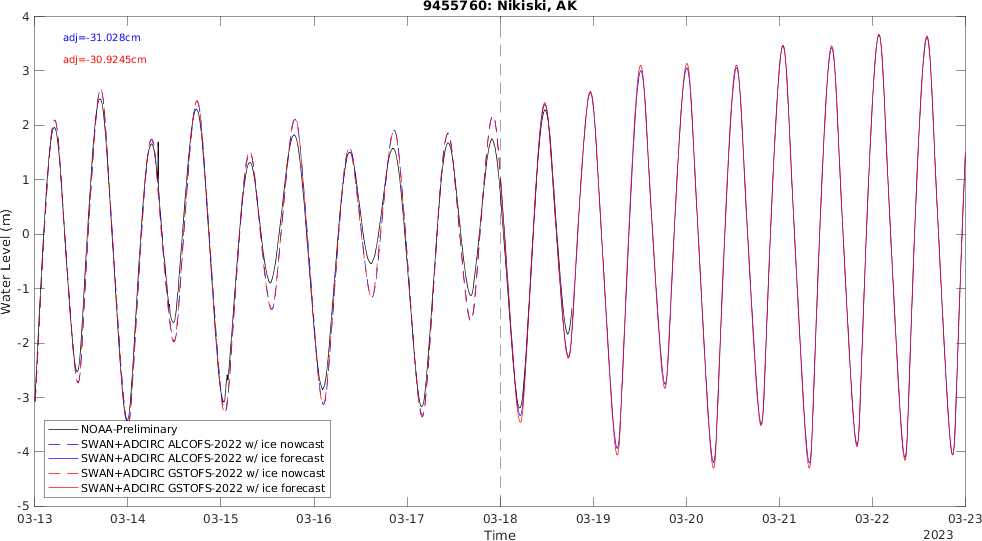 9455760: Nikiski, AK
adj=-31.028cm
adj=-30.9245cm
4
3
2
1
0
-1
-2
-3
-4
-5
Water Level (m)
NOAA-Preliminary
SWAN+ADCIRC ALCOFS-2022 w/ ice nowcast
SWAN+ADCIRC ALCOFS-2022 w/ ice forecast
SWAN+ADCIRC GSTOFS-2022 w/ ice nowcast
SWAN+ADCIRC GSTOFS-2022 w/ ice forecast
03-13 03-14 03-15 03-16 03-17 03-18 03-19 03-20 03-21 03-22 03-23
Time
2023